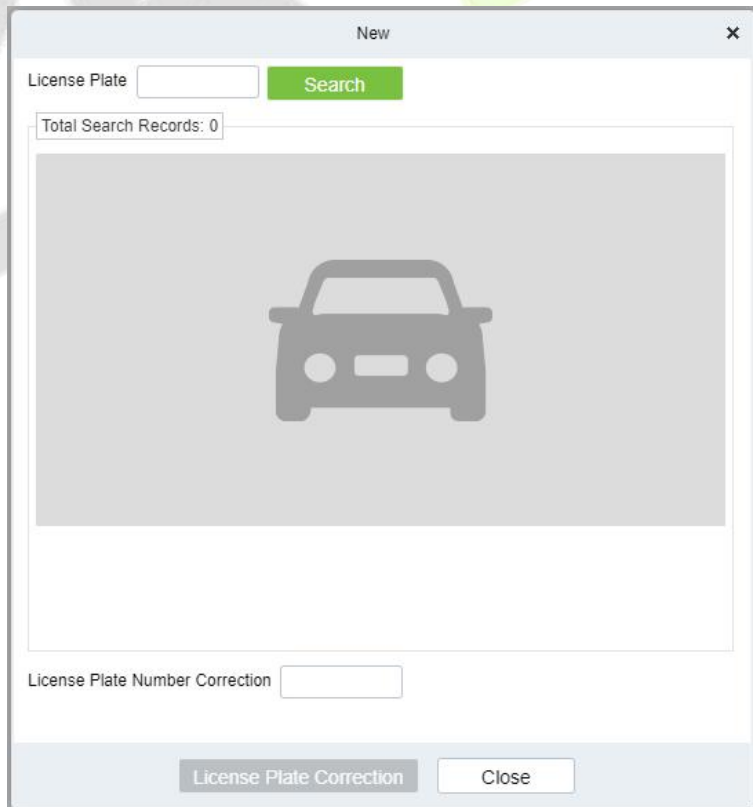 New
License Plate Search
Total Search Records: 0
License Plate Number Correction
License Plate Correction Close